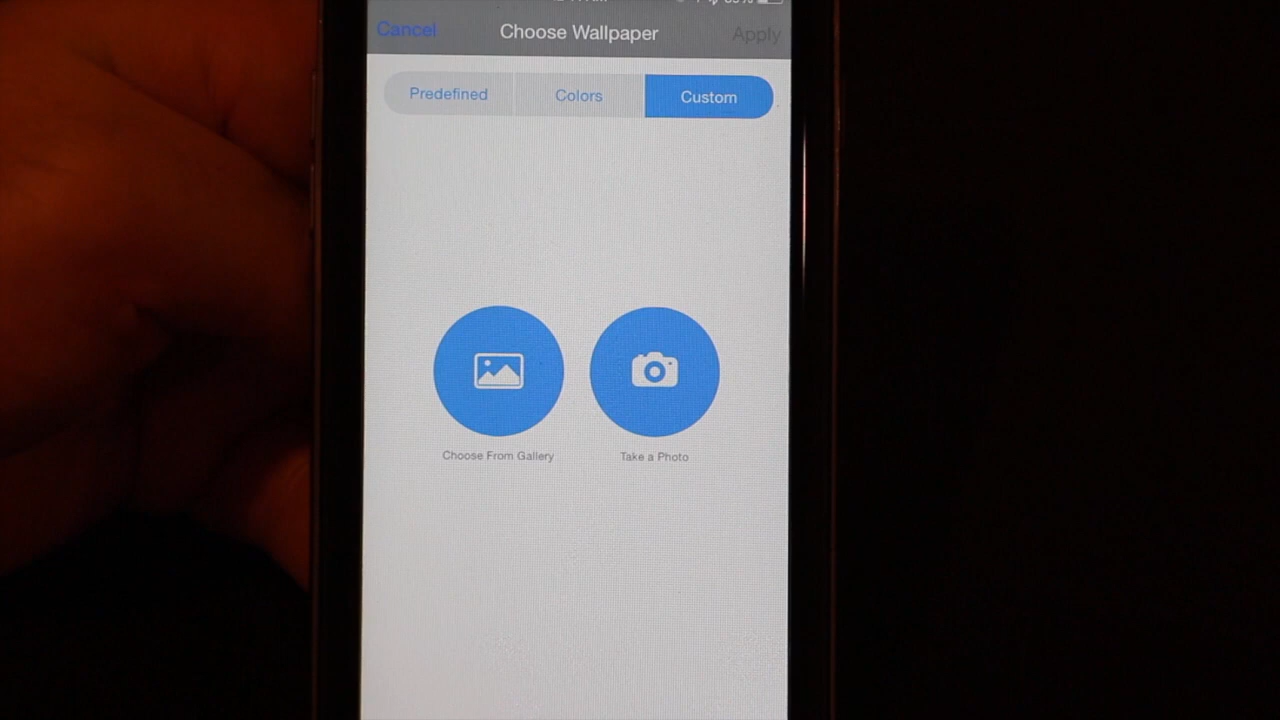 Cancel Choose Wallpaper Apply
Predefined Colors Custom
Choose From Gallery Take a Photo